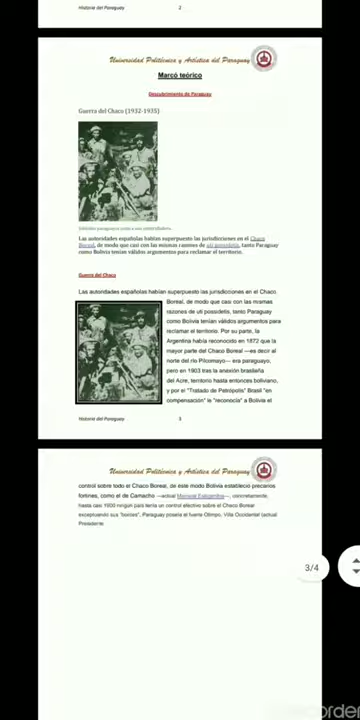 Historia del Paraguay 2
Universidad Politécnica y Artística del Paraguay
Marcó teórico
Descubrimiento de Paraguay
Guerra del Chaco (1932-1935)
Soldados paraguayos junto a una ametralladora.
Las autoridades españolas habían superpuesto las jurisdicciones en el Chaco
Boreal, de modo que casi con las mismas razones de uti possidetis, tanto Paraguay
como Bolivia tenían válidos argumentos para reclamar el territorio.
Guerra del Chaco
Las autoridades españolas habían superpuesto las jurisdicciones en el Chaco
Boreal, de modo que casi con las mismas
razones de uti possidetis, tanto Paraguay
como Bolivia tenían válidos argumentos para
reclamar el territorio. Por su parte, la
Argentina había reconocido en 1872 que la
mayor parte del Chaco Boreal —es decir al
norte del río Pilcomayo— era paraguayo,
pero en 1903 tras la anexión brasileña
del Acre, territorio hasta entonces boliviano,
y por el "Tratado de Petrópolis" Brasil "en
compensación" le "reconocía" a Bolivia el
Historia del Paraguay 3
Universidad Politécnica y Artística del Paraguay
control sobre todo el Chaco Boreal, de este modo Bolivia estableció precarios
fortines, como el de Camacho —actual Mariscal Estigarribia—, concretamente,
hasta casi 1930 ningún país tenía un control efectivo sobre el Chaco Boreal
exceptuando sus "bordes". Paraguay poseía el fuerte Olimpo, Villa Occidental (actual
Presidente
3/4